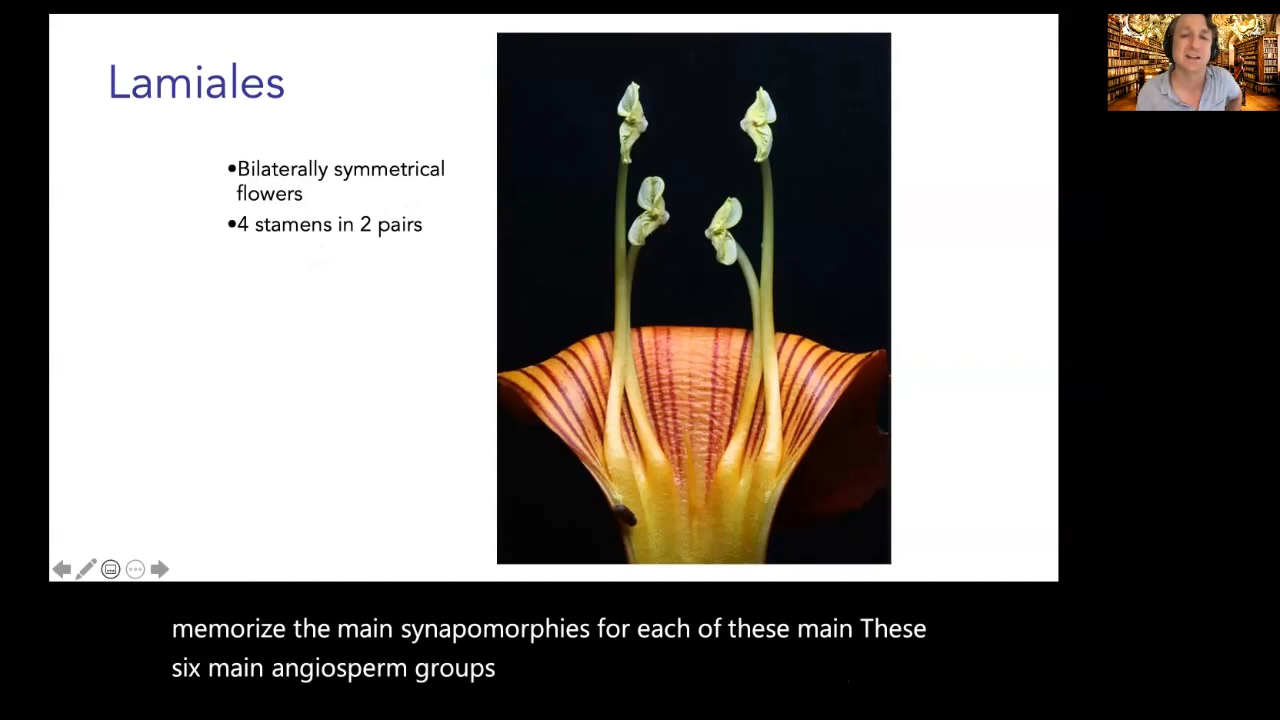 Lamiales
•Bilaterally symmetrical
flowers
•4 stamens in 2 pairs
memorize the main synapomorphies for each of these main These
six main angiosperm groups